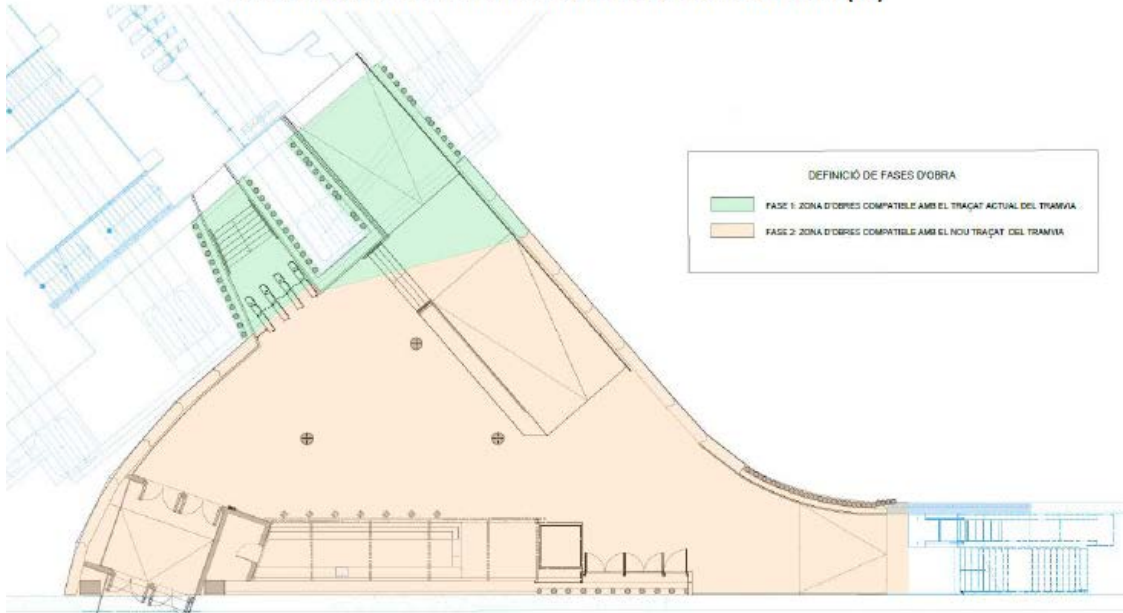 DEFINICIÓ DE FASES D'OBRA
FASE 1: ZONA D'OBRES COMPATIBLE AMB EL TRAÇAT ACTUAL DEL TRAMVIA
FASE 2: ZONA D'OBRES COMPATIBLE AMB EL NOU TRAÇAT DEL TRAMVIA